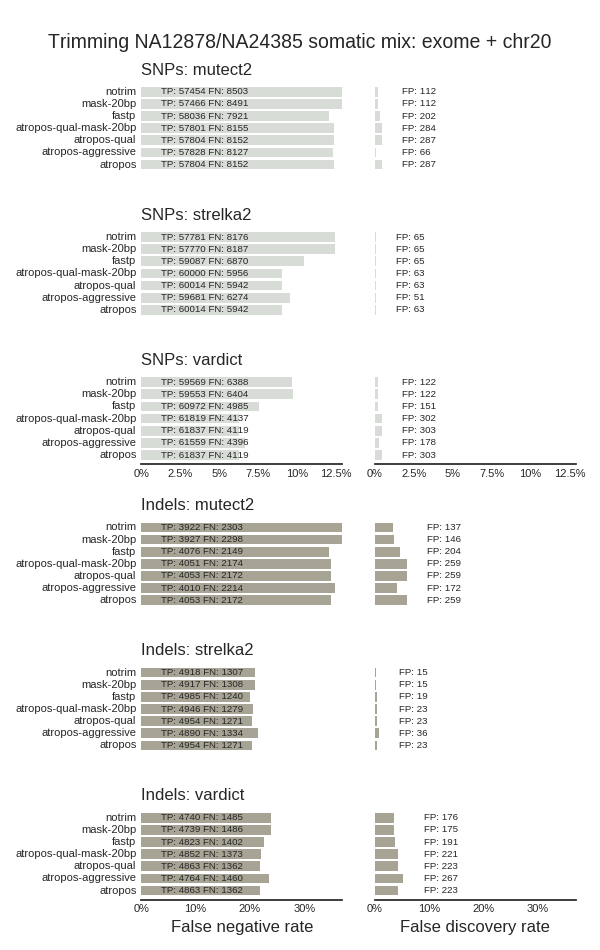 Trimming NA12878/NA24385 somatic mix: exome + chr20
SNPs: mutect2
notrim TP: 57454 FN: 8503 FP: 112
mask-20bp TP: 57466 FN: 8491 FP: 112
fastp TP: 58036 FN: 7921 FP: 202
atropos-qual-mask-20bp TP: 57801 FN: 8155 FP: 284
atropos-qual TP: 57804 FN: 8152 FP: 287
atropos-aggressive TP: 57828 FN: 8127 FP: 66
atropos TP: 57804 FN: 8152 FP: 287
SNPs: strelka2
notrim TP: 57781 FN: 8176 FP: 65
mask-20bp TP: 57770 FN: 8187 FP: 65
fastp TP: 59087 FN: 6870 FP: 65
atropos-qual-mask-20bp TP: 60000 FN: 5956 FP: 63
atropos-qual TP: 60014 FN: 5942 FP: 63
atropos-aggressive TP: 59681 FN: 6274 FP: 51
atropos TP: 60014 FN: 5942 FP: 63
SNPs: vardict
notrim TP: 59569 FN: 6388 FP: 122
mask-20bp TP: 59553 FN: 6404 FP: 122
fastp TP: 60972 FN: 4985 FP: 151
atropos-qual-mask-20bp TP: 61819 FN: 4137 FP: 302
atropos-qual TP: 61837 FN: 4119 FP: 303
atropos-aggressive TP: 61559 FN: 4396 FP: 178
atropos TP: 61837 FN: 4119 FP: 303
0% 2.5% 5% 7.5% 10% 12.5% 0% 2.5% 5% 7.5% 10% 12.5%
Indels: mutect2
notrim TP: 3922 FN: 2303 FP: 137
mask-20bp TP: 3927 FN: 2298 FP: 146
fastp TP: 4076 FN: 2149 FP: 204
atropos-qual-mask-20bp TP: 4051 FN: 2174 FP: 259
atropos-qual TP: 4053 FN: 2172 FP: 259
atropos-aggressive TP: 4010 FN: 2214 FP: 172
atropos TP: 4053 FN: 2172 FP: 259
Indels: strelka2
notrim TP: 4918 FN: 1307 FP: 15
mask-20bp TP: 4917 FN: 1308 FP: 15
fastp TP: 4985 FN: 1240 FP: 19
atropos-qual-mask-20bp TP: 4946 FN: 1279 FP: 23
atropos-qual TP: 4954 FN: 1271 FP: 23
atropos-aggressive TP: 4890 FN: 1334 FP: 36
atropos TP: 4954 FN: 1271 FP: 23
Indels: vardict
notrim TP: 4740 FN: 1485 FP: 176
mask-20bp TP: 4739 FN: 1486 FP: 175
fastp TP: 4823 FN: 1402 FP: 191
atropos-qual-mask-20bp TP: 4852 FN: 1373 FP: 221
atropos-qual TP: 4863 FN: 1362 FP: 223
atropos-aggressive TP: 4764 FN: 1460 FP: 267
atropos TP: 4863 FN: 1362 FP: 223
0% 10% 20% 30% 0% 10% 20% 30%
False negative rate False discovery rate